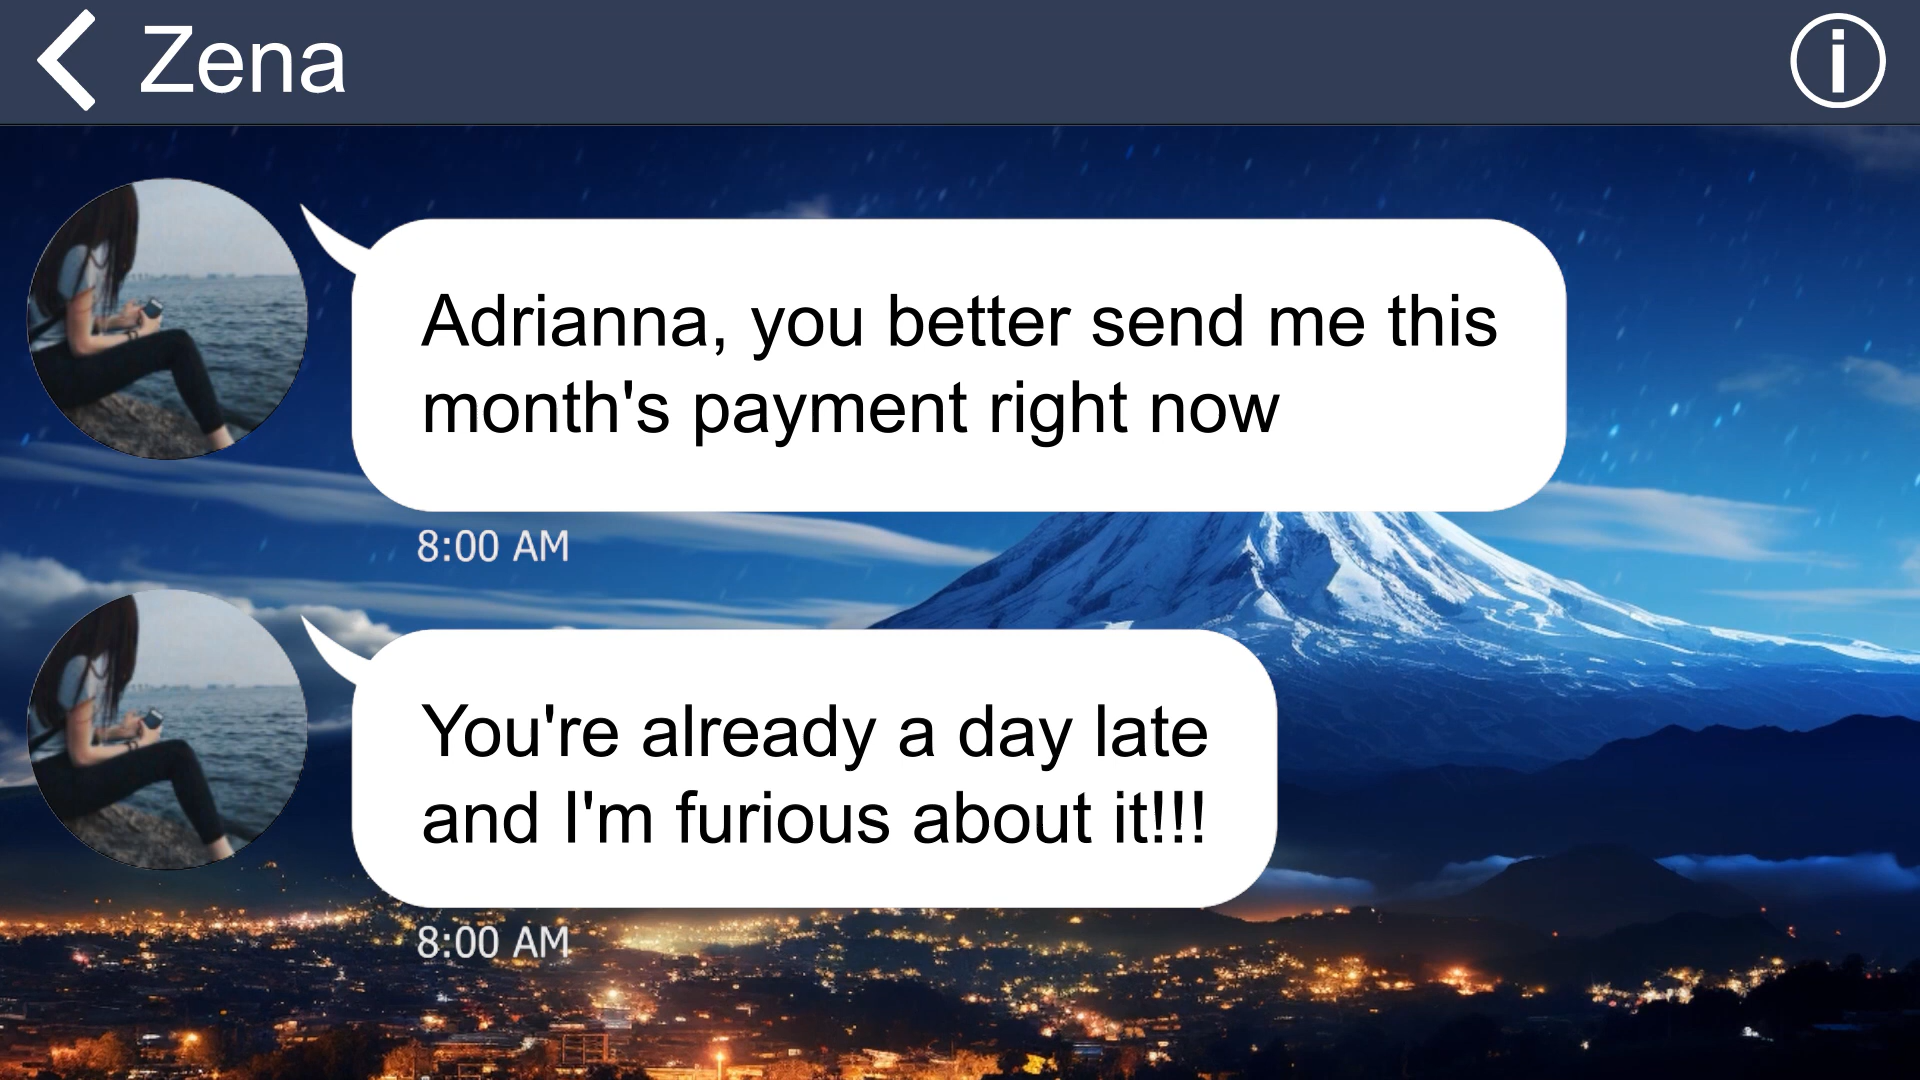 Zena
Adrianna, you better send me this
month's payment right now
8:00 AM
You're already a day late
and I'm furious about it!!!
8:00 AM